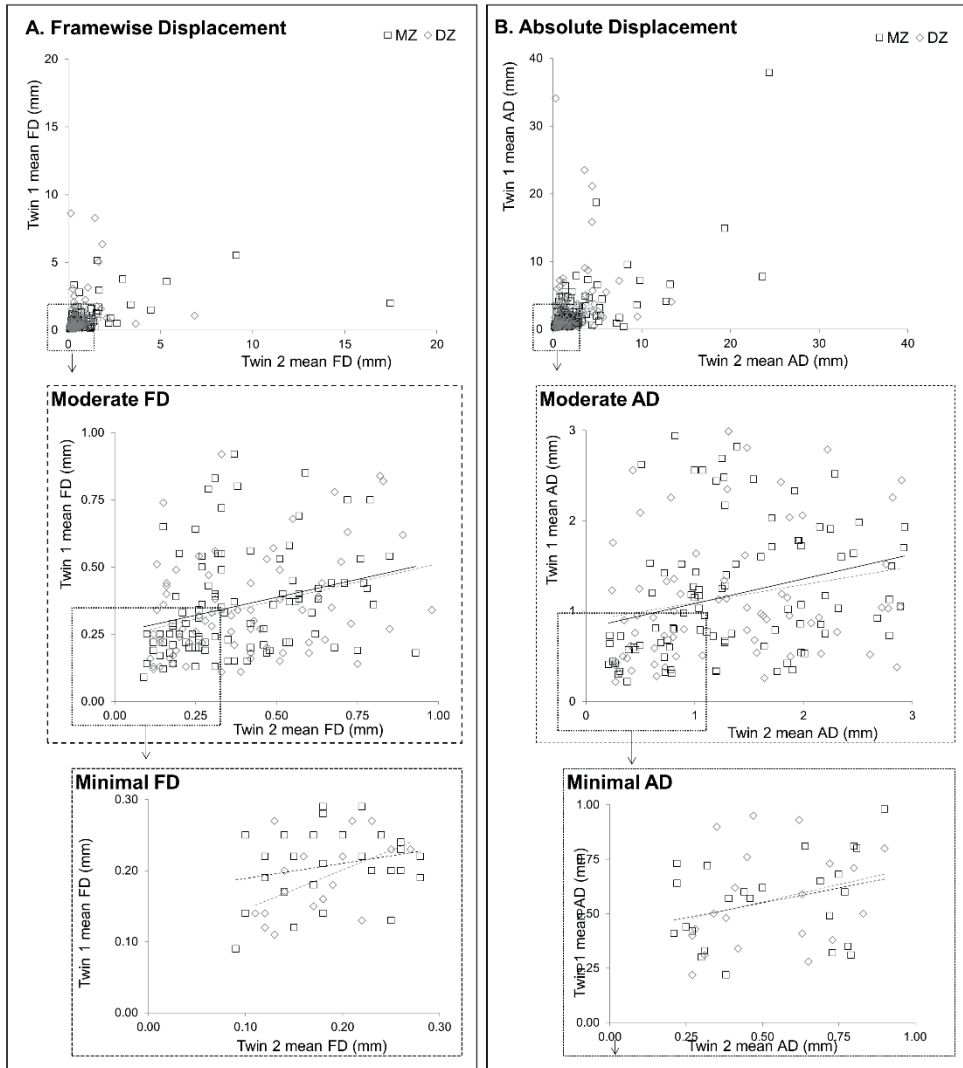 A. Framewise Displacement
MZ DZ
20
15
10
5
0
0 5 10 15 20
Twin 1 mean FD (mm)
Twin 2 mean FD (mm)
Moderate FD
1.00
0.75
0.50
0.25
0.00
0.00 0.25 0.50 0.75 1.00
Twin 1 mean FD (mm)
Twin 2 mean FD (mm)
Minimal FD
0.30
0.20
0.10
0.00
0.00 0.10 0.20 0.30
Twin 1 mean FD (mm)
Twin 2 mean FD (mm)
B. Absolute Displacement
MZ DZ
40
30
20
10
0
0 10 20 30 40
Twin 1 mean AD (mm)
Twin 2 mean AD (mm)
Moderate AD
3
2
1
0
0 1 2 3
Twin 1 mean AD (mm)
Twin 2 mean AD (mm)
Minimal AD
1.00
0.75
0.50
0.25
0.00
0.00 0.25 0.50 0.75 1.00
Twin 1 mean AD (mm)
Twin 2 mean AD (mm)